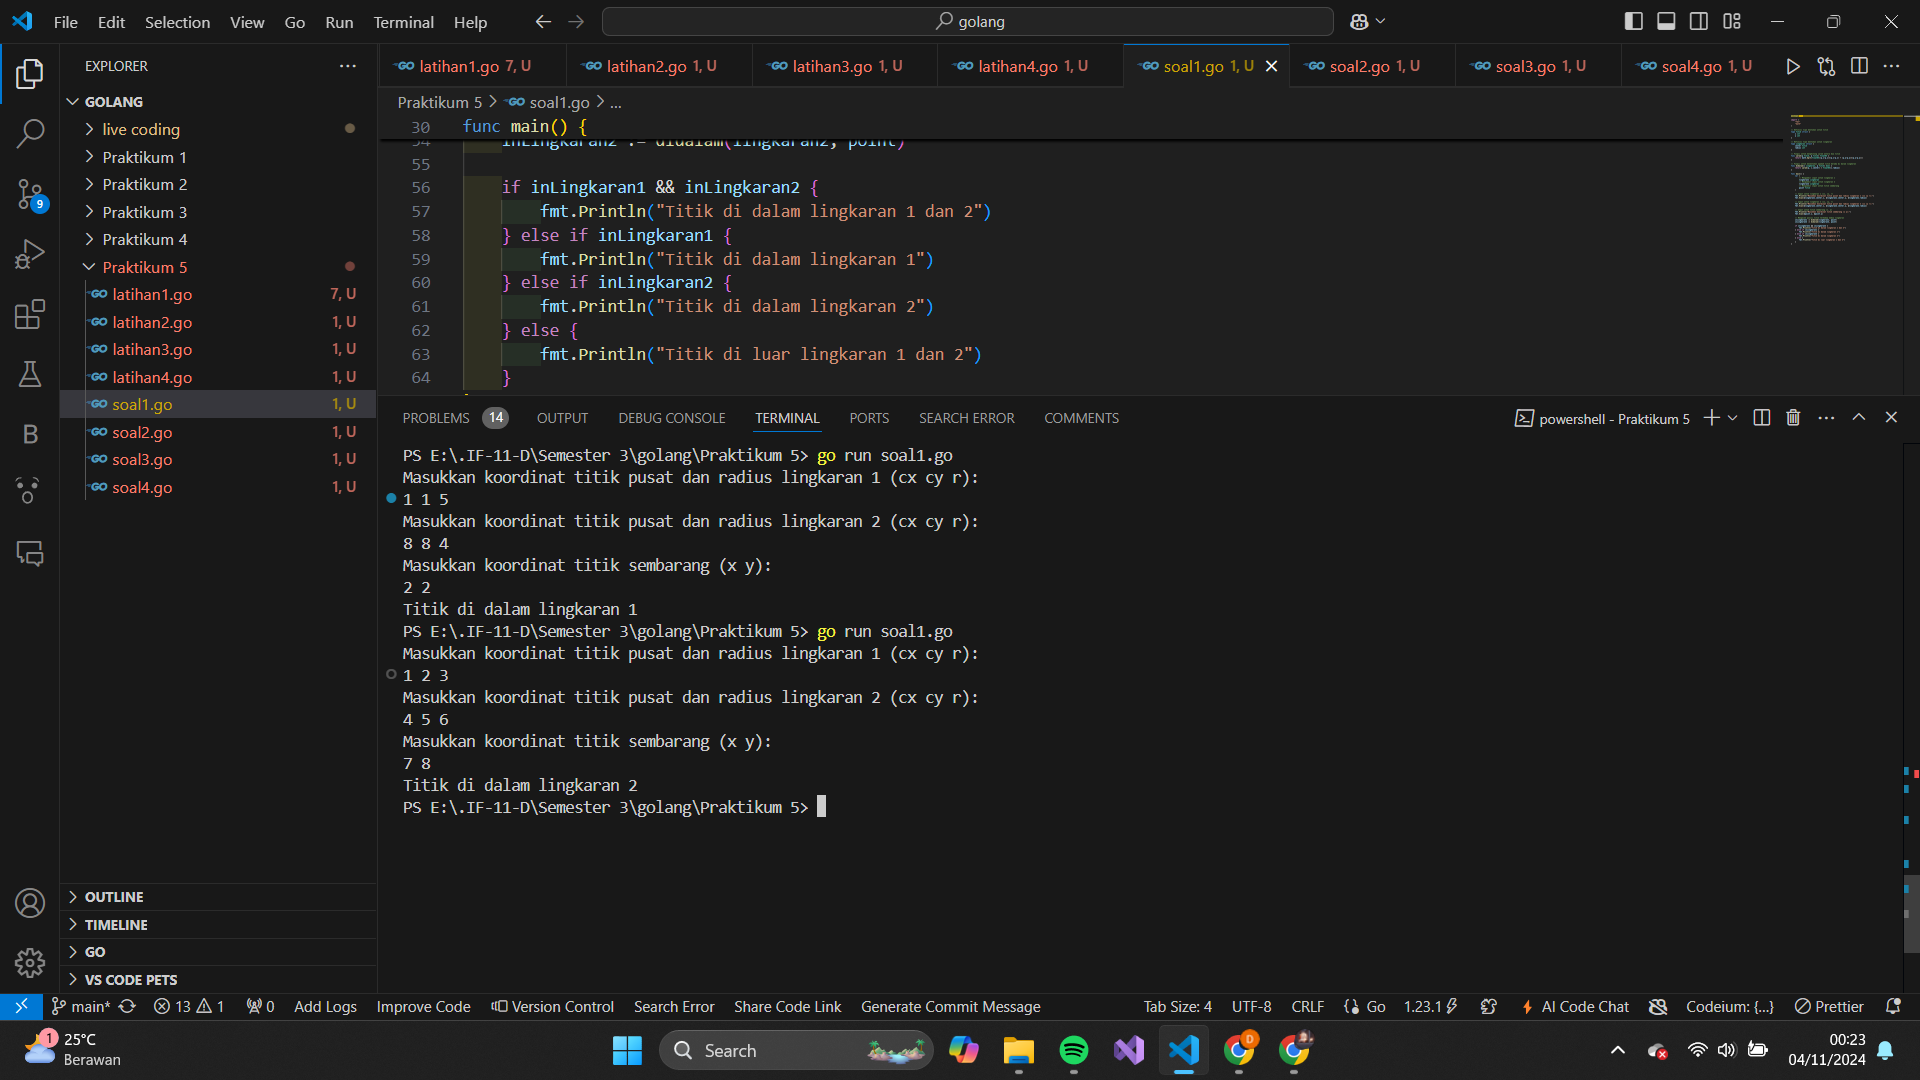 File Edit Selection View Go Run Terminal Help
golang
EXPLORER
GOLANG
live coding
Praktikum 1
Praktikum 2
Praktikum 3
Praktikum 4
Praktikum 5
latihan1.go 7, U
latihan2.go 1, U
latihan3.go 1, U
latihan4.go 1, U
soal1.go 1, U
soal2.go 1, U
soal3.go 1, U
soal4.go 1, U
OUTLINE
TIMELINE
GO
VS CODE PETS
latihan1.go 7, U latihan2.go 1, U latihan3.go 1, U latihan4.go 1, U soal1.go 1, U soal2.go 1, U soal3.go 1, U soal4.go 1, U
Praktikum 5 > soal1.go > ...
30 func main() {
54 inLingkaran2 := didalam(lingkaran2, point)
55
56 if inLingkaran1 && inLingkaran2 {
57 fmt.Println("Titik di dalam lingkaran 1 dan 2")
58 } else if inLingkaran1 {
59 fmt.Println("Titik di dalam lingkaran 1")
60 } else if inLingkaran2 {
61 fmt.Println("Titik di dalam lingkaran 2")
62 } else {
63 fmt.Println("Titik di luar lingkaran 1 dan 2")
64 }
PROBLEMS 14 OUTPUT DEBUG CONSOLE TERMINAL PORTS SEARCH ERROR COMMENTS
powershell - Praktikum 5
PS E:\.IF-11-D\Semester 3\golang\Praktikum 5> go run soal1.go
Masukkan koordinat titik pusat dan radius lingkaran 1 (cx cy r):
1 1 5
Masukkan koordinat titik pusat dan radius lingkaran 2 (cx cy r):
8 8 4
Masukkan koordinat titik sembarang (x y):
2 2
Titik di dalam lingkaran 1
PS E:\.IF-11-D\Semester 3\golang\Praktikum 5> go run soal1.go
Masukkan koordinat titik pusat dan radius lingkaran 1 (cx cy r):
1 2 3
Masukkan koordinat titik pusat dan radius lingkaran 2 (cx cy r):
4 5 6
Masukkan koordinat titik sembarang (x y):
7 8
Titik di dalam lingkaran 2
PS E:\.IF-11-D\Semester 3\golang\Praktikum 5>
main* 13 1 0 Add Logs Improve Code Version Control Search Error Share Code Link Generate Commit Message Tab Size: 4 UTF-8 CRLF Go 1.23.1 AI Code Chat Codeium: {...} Prettier
25°C
Berawan
Search
00:23
04/11/2024